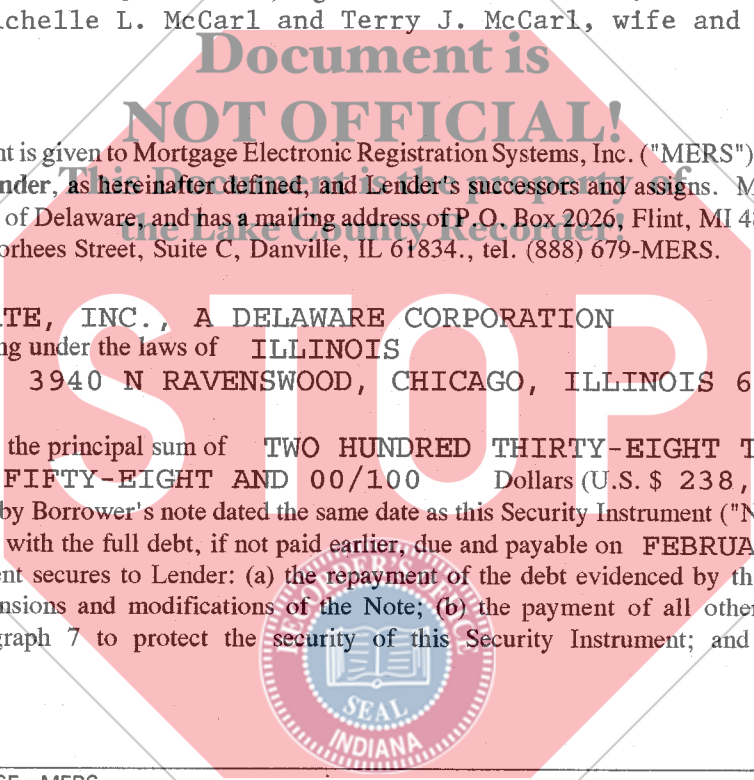 ichelle L. McCarl and Terry J. McCarl, wife and
Document is
NOT OFFICIAL!
nt is given to Mortgage Electronic Registration Systems, Inc. ("MERS")
This Document is the property of
nder, as hereinafter defined, and Lender's successors and assigns. M
of Delaware, and has a mailing address of P.O. Box 2026, Flint, MI 4
the Lake County Recorder!
orhees Street, Suite C, Danville, IL 61834., tel. (888) 679-MERS.
TE, INC., A DELAWARE CORPORATION
ng under the laws of ILLINOIS
3940 N RAVENSWOOD, CHICAGO, ILLINOIS 6
STOP
the principal sum of TWO HUNDRED THIRTY-EIGHT T
FIFTY-EIGHT AND 00/100 Dollars (U.S. $ 238,
by Borrower's note dated the same date as this Security Instrument ("N
with the full debt, if not paid earlier, due and payable on FEBRUA
ent secures to Lender: (a) the repayment of the debt evidenced by th
nsions and modifications of the Note; (b) the payment of all other
graph 7 to protect the security of this Security Instrument; and
RECORDER'S OFFICE
SEAL
INDIANA
MERS